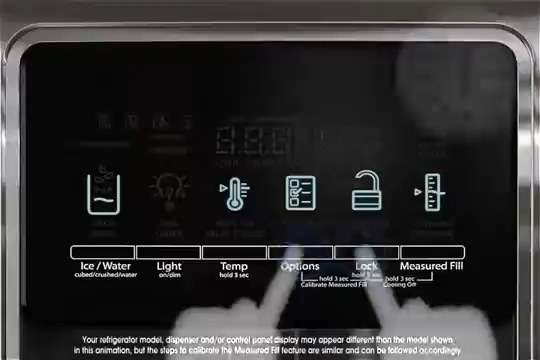 Ice / Water Light Temp Options Lock Measured Fill
cubed/crushed/water on/dim hold 3 sec hold 3 sec hold 3 sec hold 3 sec
Calibrate Measured Fill Cooling Off
Your refrigerator model, dispenser and/or control panel display may appear different than the model shown
in this animation, but the steps to calibrate the Measured Fill feature are similar and can be followed accordingly.